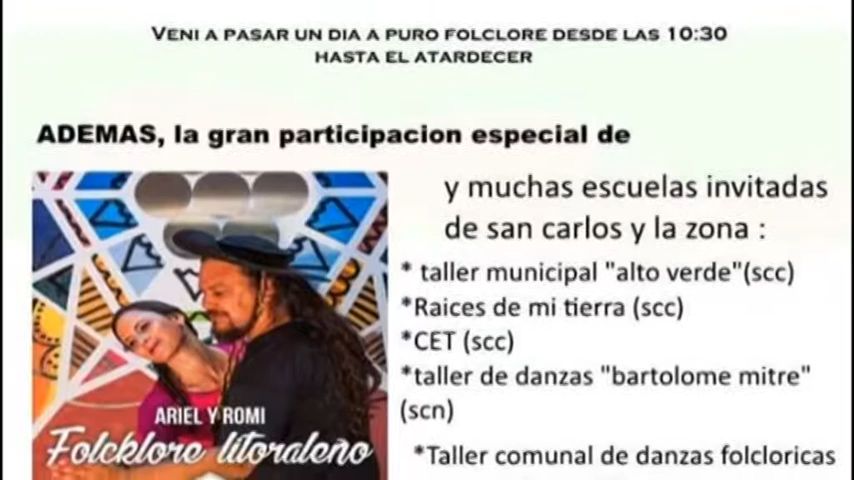 VENI A PASAR UN DIA A PURO FOLCLORE DESDE LAS 10:30
HASTA EL ATARDECER
ADEMAS, la gran participacion especial de
y muchas escuelas invitadas
de san carlos y la zona :
* taller municipal "alto verde"(scc)
*Raices de mi tierra (scc)
*CET (scc)
*taller de danzas "bartolome mitre"
(scn)
*Taller comunal de danzas folcloricas
ARIEL Y ROMI
Folcklore litoraleño